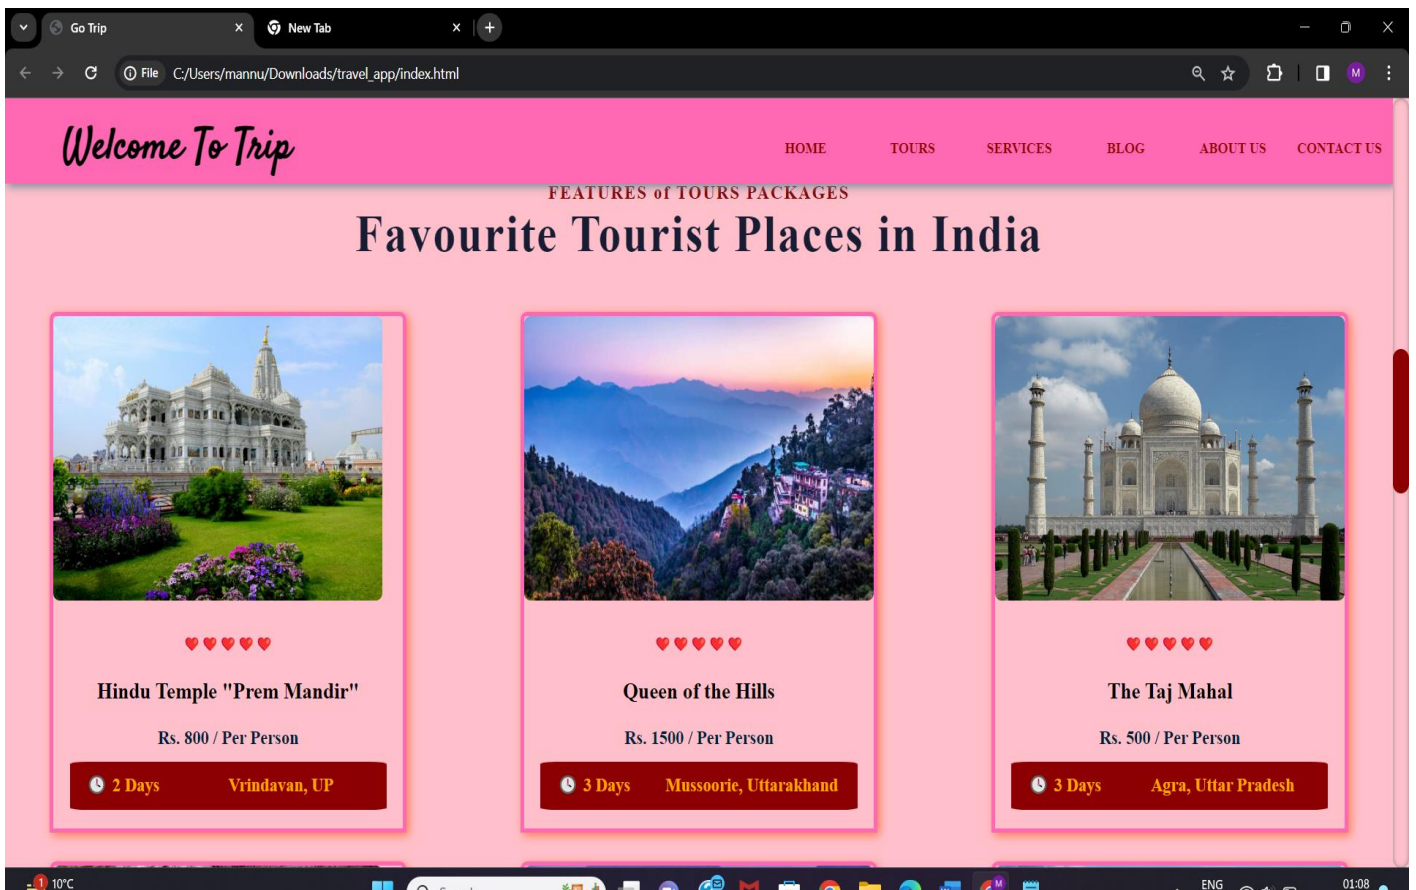 Go Trip
New Tab
File C:/Users/mannu/Downloads/travel_app/index.html
M
Welcome To Trip
HOME TOURS SERVICES BLOG ABOUT US CONTACT US
FEATURES of TOURS PACKAGES
Favourite Tourist Places in India
Hindu Temple "Prem Mandir"
Rs. 800 / Per Person
2 Days Vrindavan, UP
Queen of the Hills
Rs. 1500 / Per Person
3 Days Mussoorie, Uttarakhand
The Taj Mahal
Rs. 500 / Per Person
3 Days Agra, Uttar Pradesh
1 10°C
M
ENG
01:08